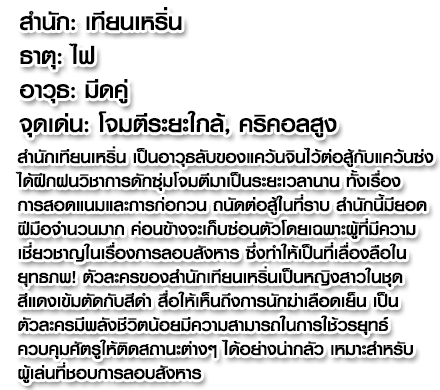 สำนัก: เทียนเหริ่น
ธาตุ: ไฟ
อาวุธ: มีดคู่
จุดเด่น: โจมตีระยะใกล้, คริคอลสูง
สำนักเทียนเหริ่น เป็นอาวุธลับของแคว้นจินไว้ต่อสู้กับแคว้นซ่ง
ได้ฝึกฝนวิชาการดักซุ่มโจมตีมาเป็นระยะเวลานาน ทั้งเรื่อง
การสอดแนมและการก่อกวน ถนัดต่อสู้ในที่ราบ สำนักนี้มียอด
ฝีมือจำนวนมาก ค่อนข้างจะเก็บซ่อนตัวโดยเฉพาะผู้ที่มีความ
เชี่ยวชาญในเรื่องการลอบสังหาร ซึ่งทำให้เป็นที่เลื่องลือใน
ยุทธภพ! ตัวละครของสำนักเทียนเหริ่นเป็นหญิงสาวในชุด
สีแดงเข้มตัดกับสีดำ สื่อให้เห็นถึงการนักฆ่าเลือดเย็น เป็น
ตัวละครมีพลังชีวิตน้อยมีความสามารถในการใช้วรยุทธ์
ควบคุมศัตรูให้ติดสถานะต่างๆ ได้อย่างน่ากลัว เหมาะสำหรับ
ผู้เล่นที่ชอบการลอบสังหาร